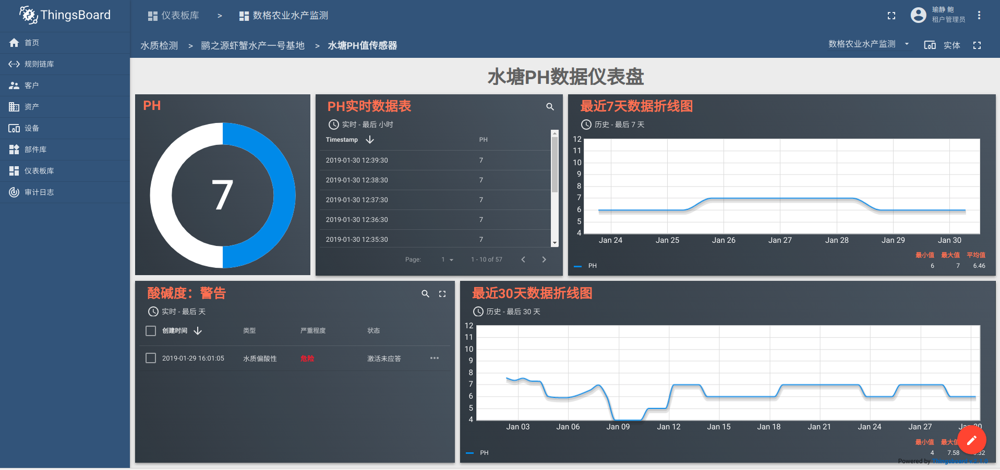 ThingsBoard
首页
规则链库
客户
资产
设备
部件库
仪表板库
审计日志
仪表板库 > 数格农业水产监测
瑜静 鲍
租户管理员
水质检测 > 鹂之源虾蟹水产一号基地 > 水塘PH值传感器
数格农业水产监测 实体
水塘PH数据仪表盘
PH
7
PH实时数据表
实时 - 最后 小时
Timestamp PH
2019-01-30 12:39:30 7
2019-01-30 12:38:30 7
2019-01-30 12:37:30 7
2019-01-30 12:36:30 7
2019-01-30 12:35:30 7
Page: 1 1 - 10 of 57
最近7天数据折线图
历史 - 最后 7 天
12
11
10
9
8
7
6
5
4
Jan 24 Jan 25 Jan 26 Jan 27 Jan 28 Jan 29 Jan 30
最小值 最大值 平均值
PH 6 7 6.46
酸碱度：警告
实时 - 最后 天
创建时间 类型 严重程度 状态
2019-01-29 16:01:05 水质偏酸性 危险 激活未应答
最近30天数据折线图
历史 - 最后 30 天
12
11
10
9
8
7
6
5
4
Jan 03 Jan 06 Jan 09 Jan 12 Jan 15 Jan 18 Jan 21 Jan 24 Jan 27
最小值
PH 4 7.58
Powered by